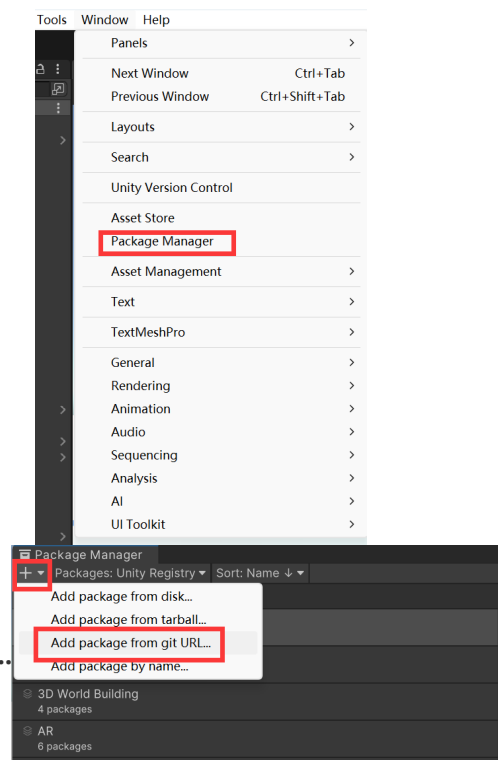 Tools Window Help
Panels
Next Window Ctrl+Tab
Previous Window Ctrl+Shift+Tab
Layouts
Search
Unity Version Control
Asset Store
Package Manager
Asset Management
Text
TextMeshPro
General
Rendering
Animation
Audio
Sequencing
Analysis
AI
UI Toolkit
Package Manager
+ Packages: Unity Registry Sort: Name ↓
Add package from disk...
Add package from tarball...
Add package from git URL...
Add package by name...
3D World Building
4 packages
AR
6 packages